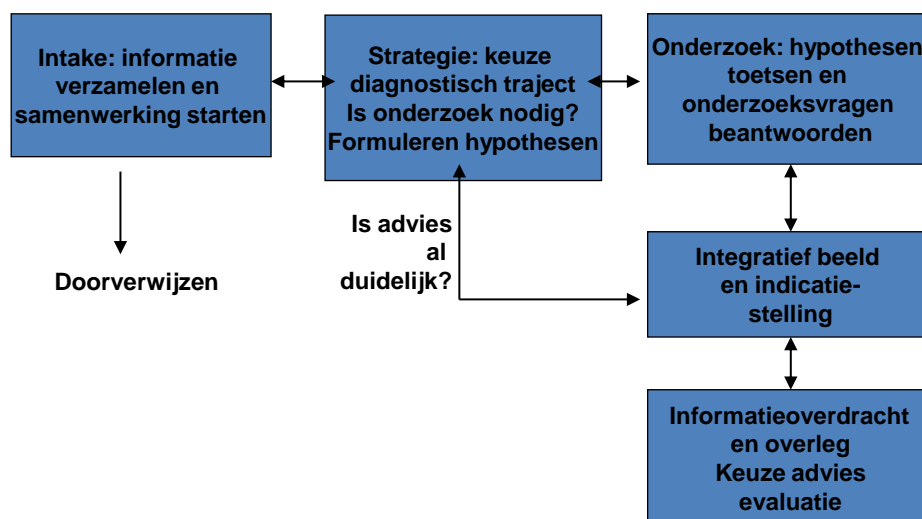 Intake: informatie
verzamelen en
samenwerking starten
Strategie: keuze
diagnostisch traject
Is onderzoek nodig?
Formuleren hypothesen
Onderzoek: hypothesen
toetsen en
onderzoeksvragen
beantwoorden
Doorverwijzen
Is advies
al
duidelijk?
Integratief beeld
en indicatie-
stelling
Informatieoverdracht
en overleg
Keuze advies
evaluatie